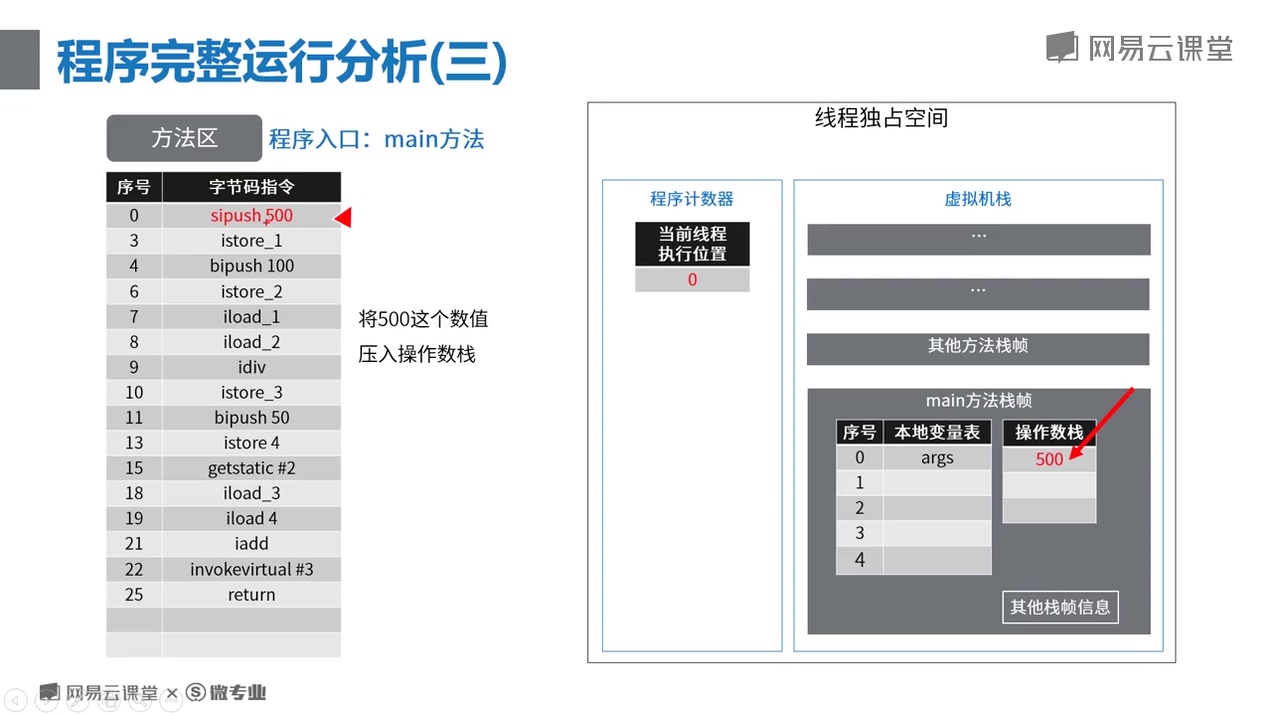 程序完整运行分析(三)
网易云课堂
方法区
程序入口：main方法
序号 字节码指令
0 sipush 500
3 istore_1
4 bipush 100
6 istore_2
7 iload_1
8 iload_2
9 idiv
10 istore_3
11 bipush 50
13 istore 4
15 getstatic #2
18 iload_3
19 iload 4
21 iadd
22 invokevirtual #3
25 return
将500这个数值
压入操作数栈
线程独占空间
程序计数器
当前线程
执行位置
0
虚拟机栈
...
...
其他方法栈帧
main方法栈帧
序号 本地变量表
0 args
1
2
3
4
操作数栈
500
其他栈帧信息
网易云课堂 × S 微专业